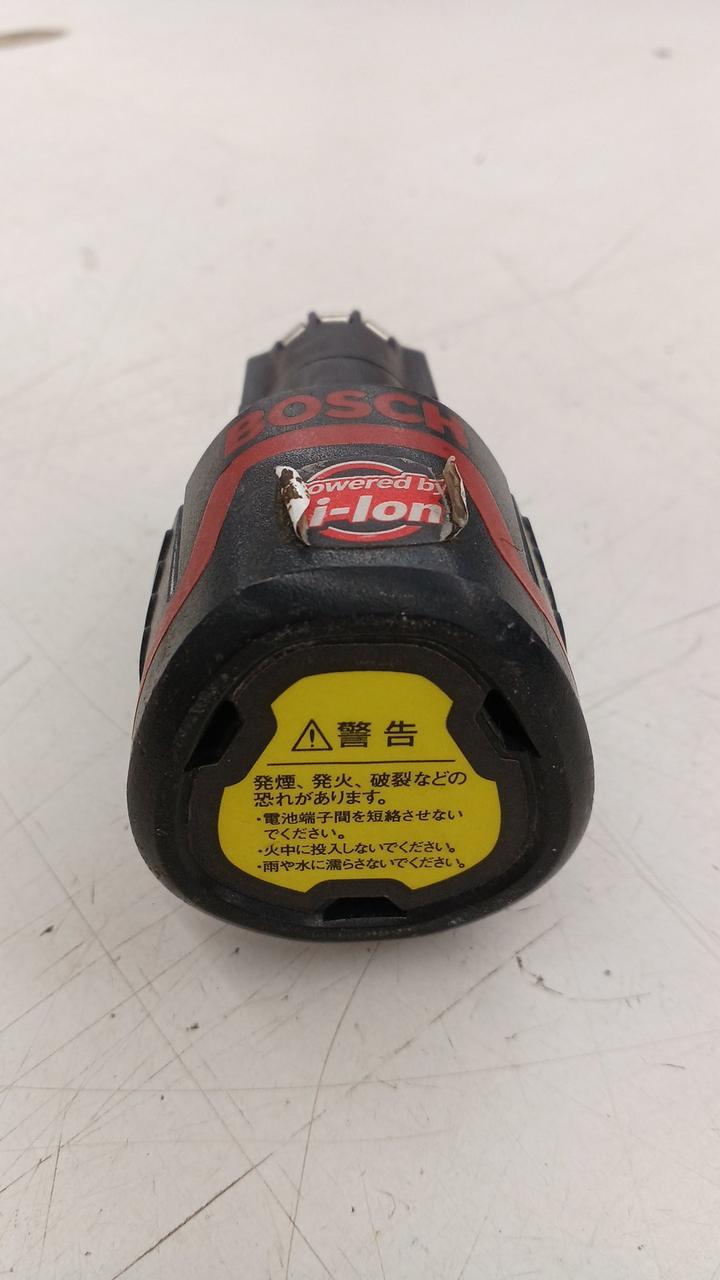 BOSCH
powered by
i-Ion
警告
発煙、発火、破裂などの
恐れがあります。
・電池端子間を短絡させない
でください。
・火中に投入しないでください。
・雨や水に濡らさないでください。